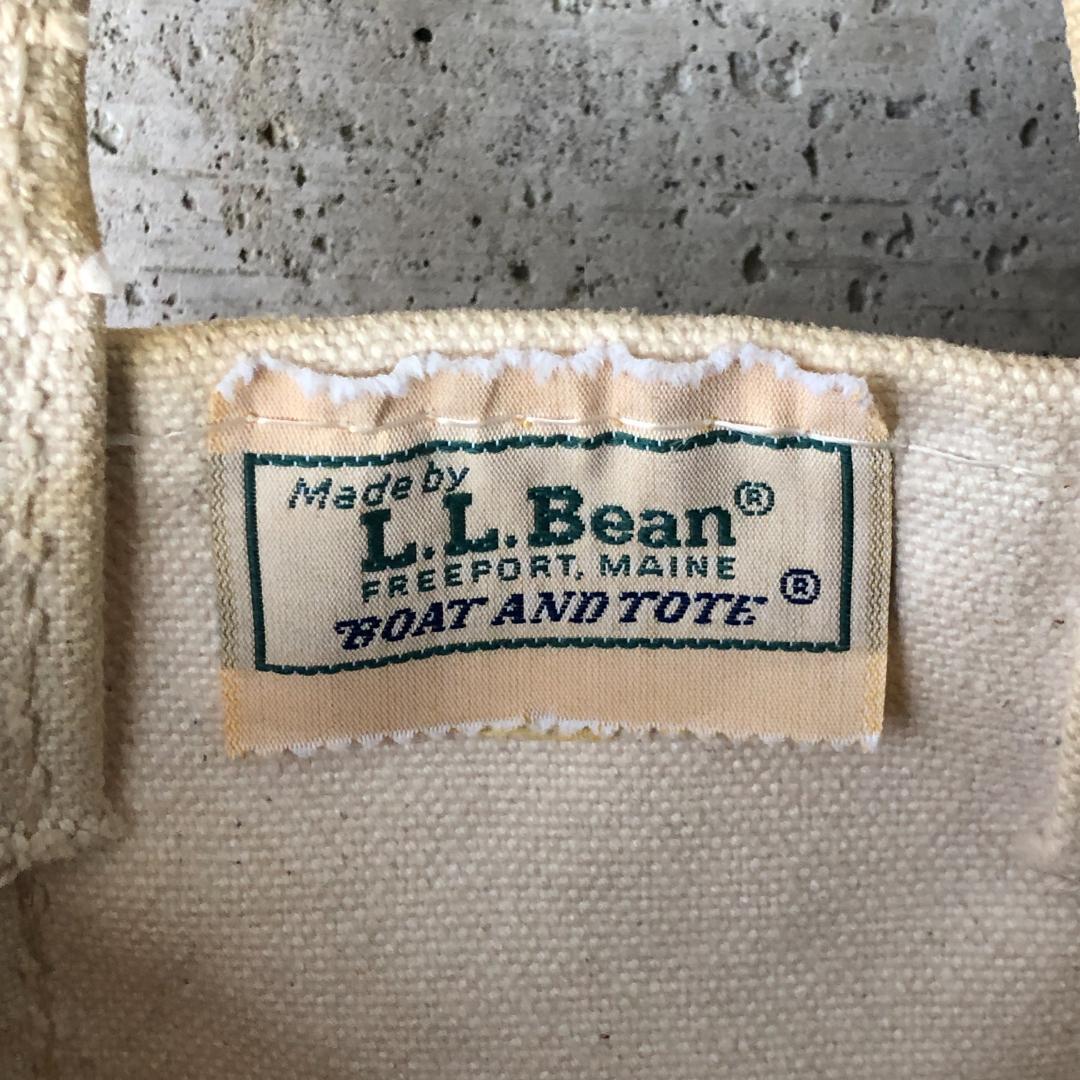 Made by
L.L.Bean®
FREEPORT, MAINE
BOAT AND TOTE®